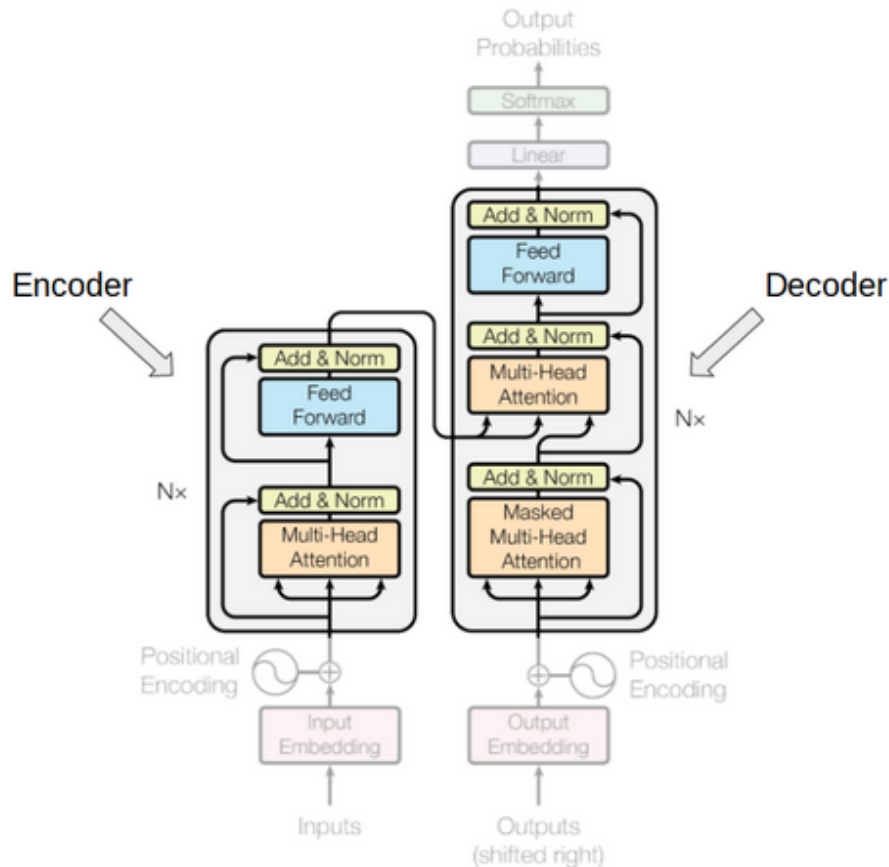 Output
Probabilities
Softmax
Linear
Add & Norm
Feed
Forward
Add & Norm
Multi-Head
Attention
Add & Norm
Masked
Multi-Head
Attention
N×
Decoder
Encoder
Add & Norm
Feed
Forward
Add & Norm
Multi-Head
Attention
N×
Positional
Encoding
Positional
Encoding
Input
Embedding
Output
Embedding
Inputs
Outputs
(shifted right)